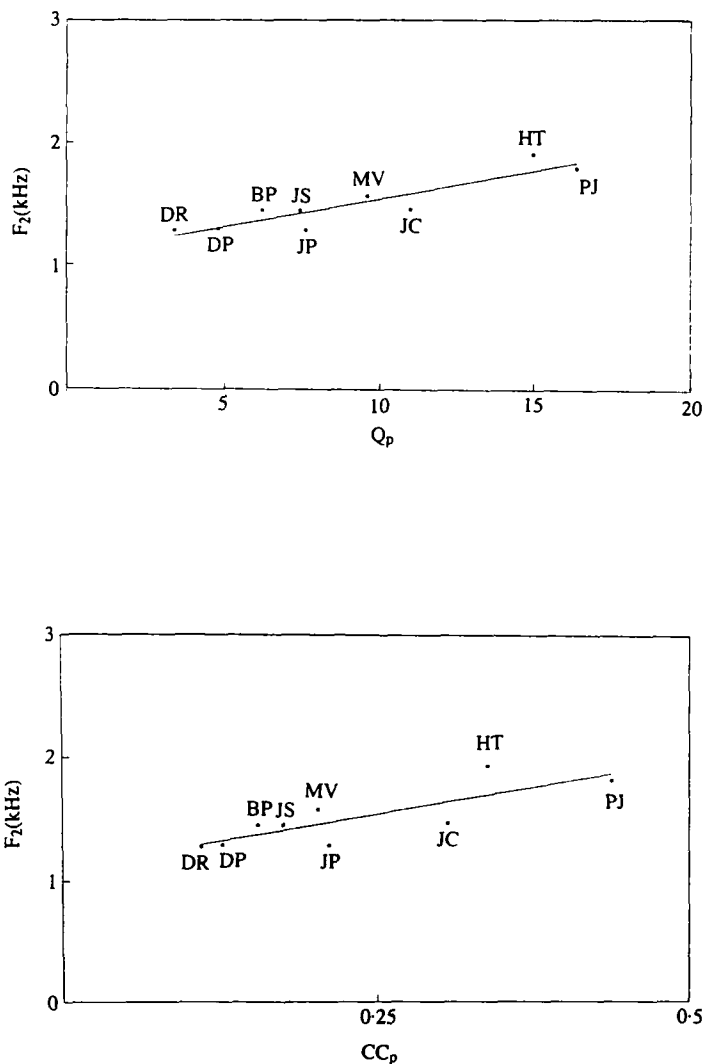 3
HT
2
F₂(kHz)
MV
PJ
BP JS
DR
JC
DP JP
1
0
5 10 15 20
Qₚ
3
HT
2
MV
PJ
F₂(kHz)
BP JS
JC
DR DP JP
1
0
0·25 0·5
CCₚ